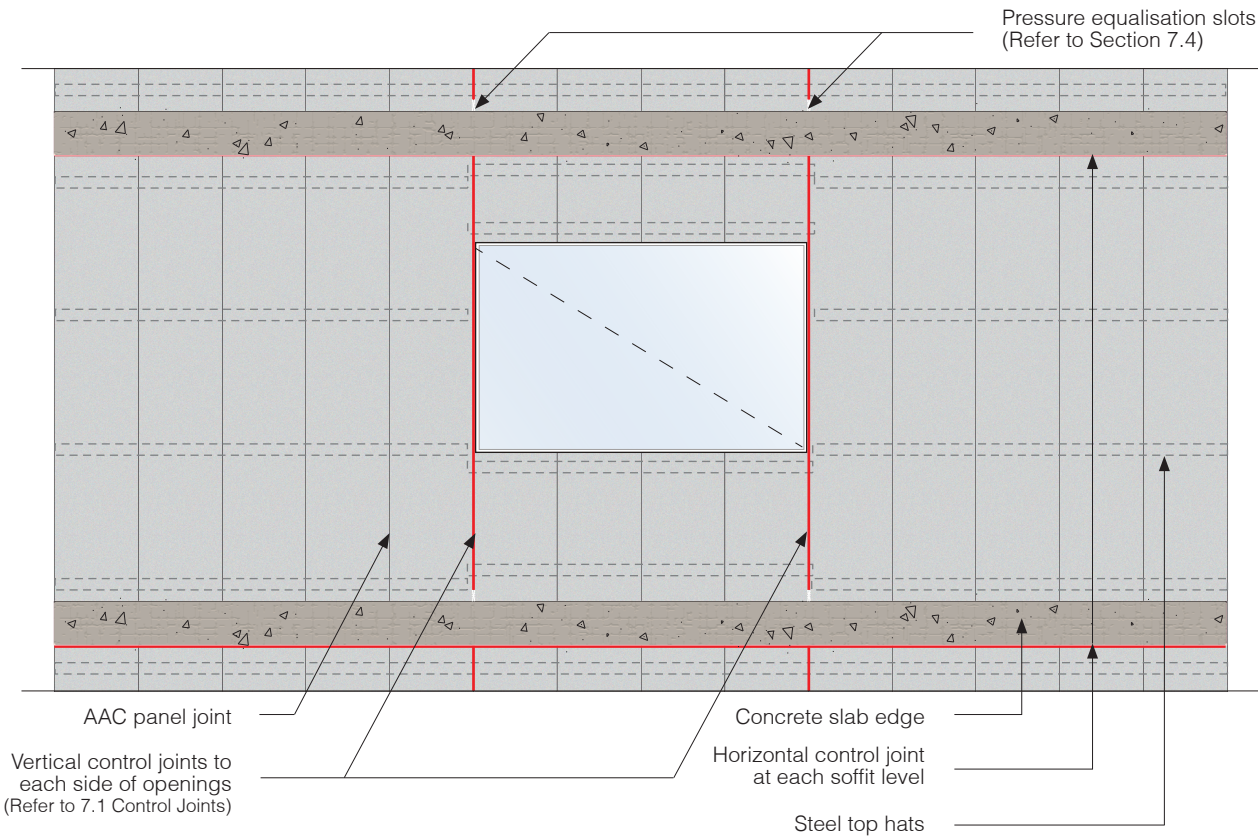 Pressure equalisation slots
(Refer to Section 7.4)
AAC panel joint
Vertical control joints to
each side of openings
(Refer to 7.1 Control Joints)
Concrete slab edge
Horizontal control joint
at each soffit level
Steel top hats